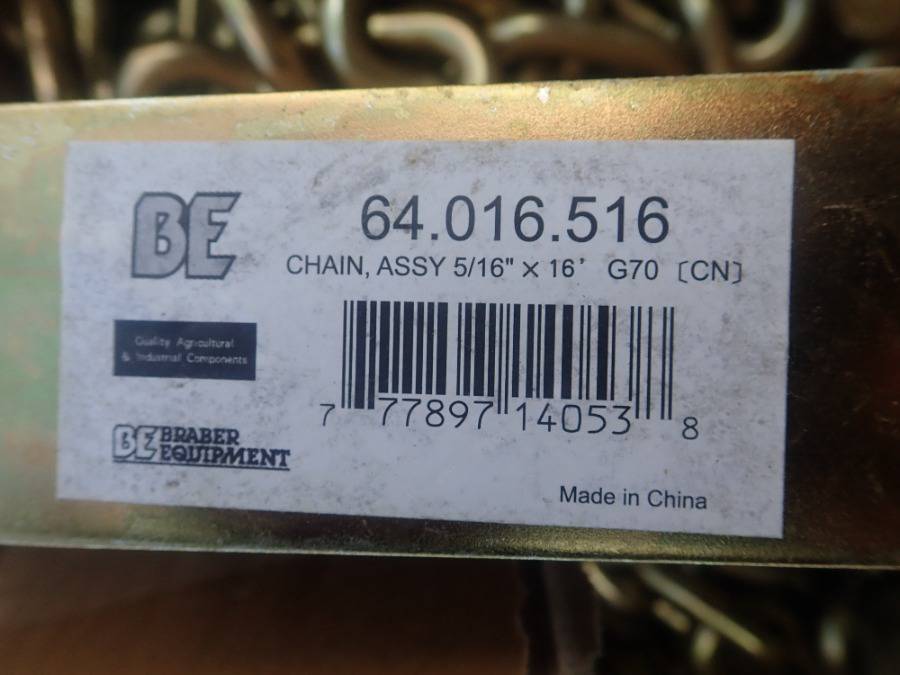 BE
64.016.516
CHAIN, ASSY 5/16" × 16' G70 〔CN〕
Quality Agricultural
& Industrial Components
7 77897 14053 8
BE BRABER
EQUIPMENT
Made in China